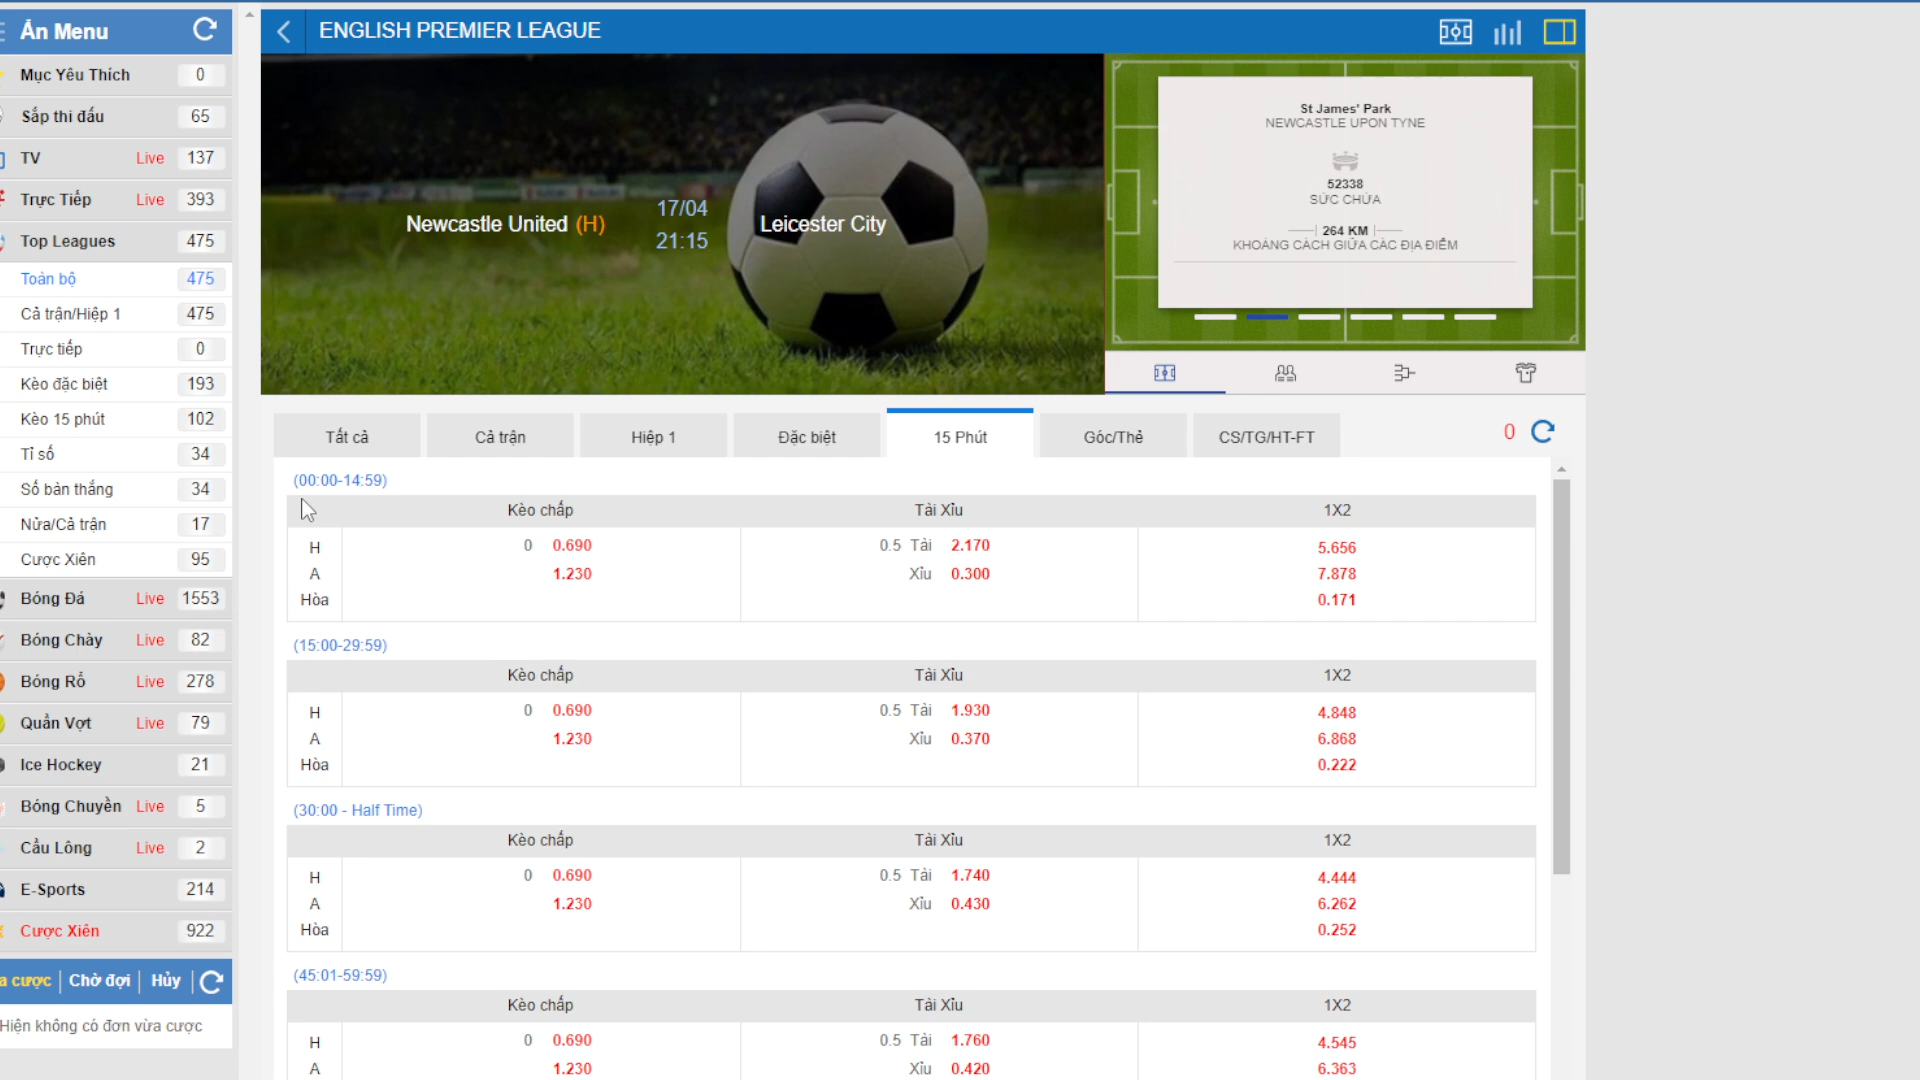 Ẩn Menu
Mục Yêu Thích 0
Sắp thi đấu 65
TV Live 137
Trực Tiếp Live 393
Top Leagues 475
Toàn bộ 475
Cả trận/Hiệp 1 475
Trực tiếp 0
Kèo đặc biệt 193
Kèo 15 phút 102
Tỉ số 34
Số bàn thắng 34
Nửa/Cả trận 17
Cược Xiên 95
Bóng Đá Live 1553
Bóng Chày Live 82
Bóng Rổ Live 278
Quần Vợt Live 79
Ice Hockey 21
Bóng Chuyền Live 5
Cầu Lông Live 2
E-Sports 214
Cược Xiên 922
a cược Chờ đợi Hủy
Hiện không có đơn vừa cược
ENGLISH PREMIER LEAGUE
Newcastle United (H)
17/04
21:15
Leicester City
St James' Park
NEWCASTLE UPON TYNE
52338
SỨC CHỨA
264 KM
KHOẢNG CÁCH GIỮA CÁC ĐỊA ĐIỂM
Tất cả Cả trận Hiệp 1 Đặc biệt 15 Phút Góc/Thẻ CS/TG/HT-FT 0
(00:00-14:59)
Kèo chấp Tài Xỉu 1X2
H 0 0.690 0.5 Tài 2.170 5.656
A 1.230 Xỉu 0.300 7.878
Hòa 0.171
(15:00-29:59)
Kèo chấp Tài Xỉu 1X2
H 0 0.690 0.5 Tài 1.930 4.848
A 1.230 Xỉu 0.370 6.868
Hòa 0.222
(30:00 - Half Time)
Kèo chấp Tài Xỉu 1X2
H 0 0.690 0.5 Tài 1.740 4.444
A 1.230 Xỉu 0.430 6.262
Hòa 0.252
(45:01-59:59)
Kèo chấp Tài Xỉu 1X2
H 0 0.690 0.5 Tài 1.760 4.545
A 1.230 Xỉu 0.420 6.363